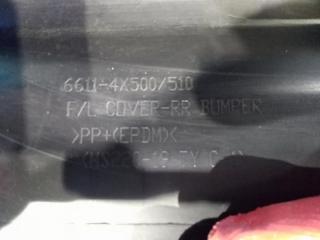 6611-4X500/510
F/L COVER-RR BUMPER
>PP+(EPDM)<